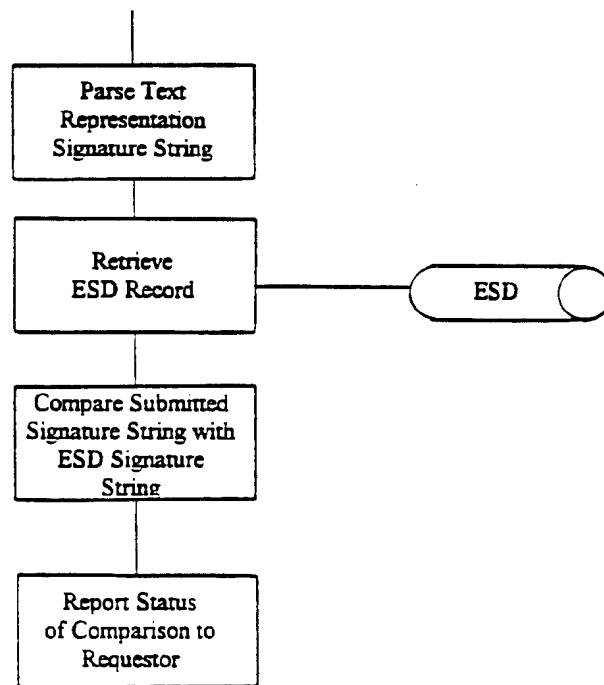 Parse Text
Representation
Signature String
Retrieve
ESD Record
ESD
Compare Submitted
Signature String with
ESD Signature
String
Report Status
of Comparison to
Requestor